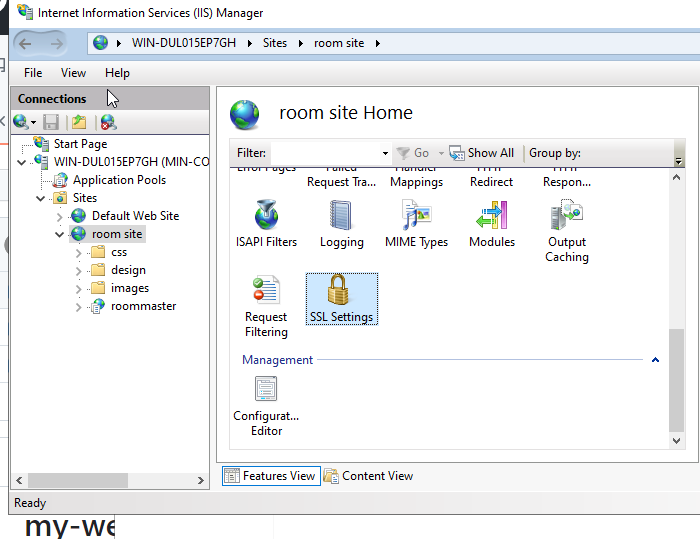 Internet Information Services (IIS) Manager
WIN-DUL015EP7GH Sites room site
File View Help
Connections
Start Page
WIN-DUL015EP7GH (MIN-CO
Application Pools
Sites
Default Web Site
room site
css
design
images
roommaster
room site Home
Filter: Go Show All Group by:
Error Pages Failed Handler HTTP HTTP
Request Tra... Mappings Redirect Respon...
ISAPI Filters Logging MIME Types Modules Output
Caching
Request SSL Settings
Filtering
Management
Configurat...
Editor
Features View Content View
Ready
my-we